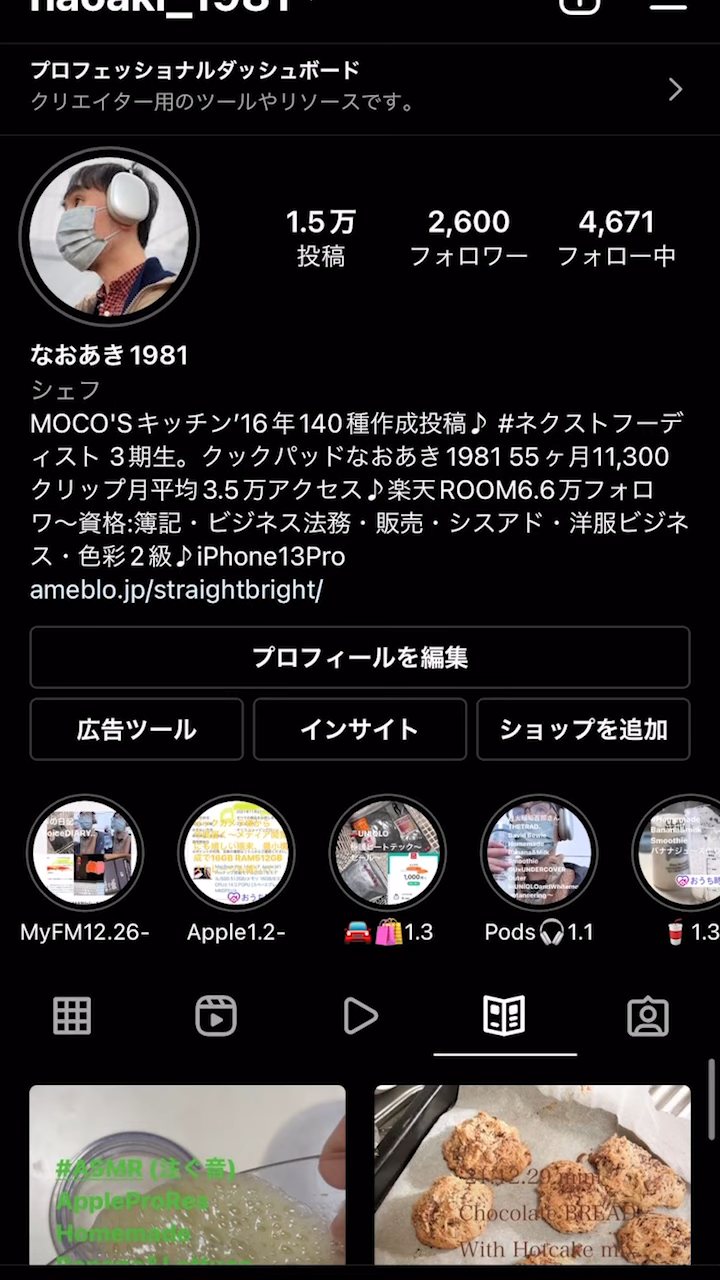 naoaki_1981
プロフェッショナルダッシュボード
クリエイター用のツールやリソースです。
1.5万 2,600 4,671
投稿 フォロワー フォロー中
なおあき1981
シェフ
MOCO'Sキッチン’16年140種作成投稿♪ #ネクストフーデ
ィスト ３期生。クックパッドなおあき1981 55ヶ月11,300
クリップ月平均3.5万アクセス♪楽天ROOM6.6万フォロ
ワ〜資格:簿記・ビジネス法務・販売・シスアド・洋服ビジネ
ス・色彩２級♪iPhone13Pro
ameblo.jp/straightbright/
プロフィールを編集
広告ツール インサイト ショップを追加
MyFM12.26- Apple1.2- 🚘🛍️1.3 Pods🎧1.1 🥤1.3
#ASMR (注ぐ音)
AppleProRes
Homemade
Chocolate BREAD
With Hotcake mi